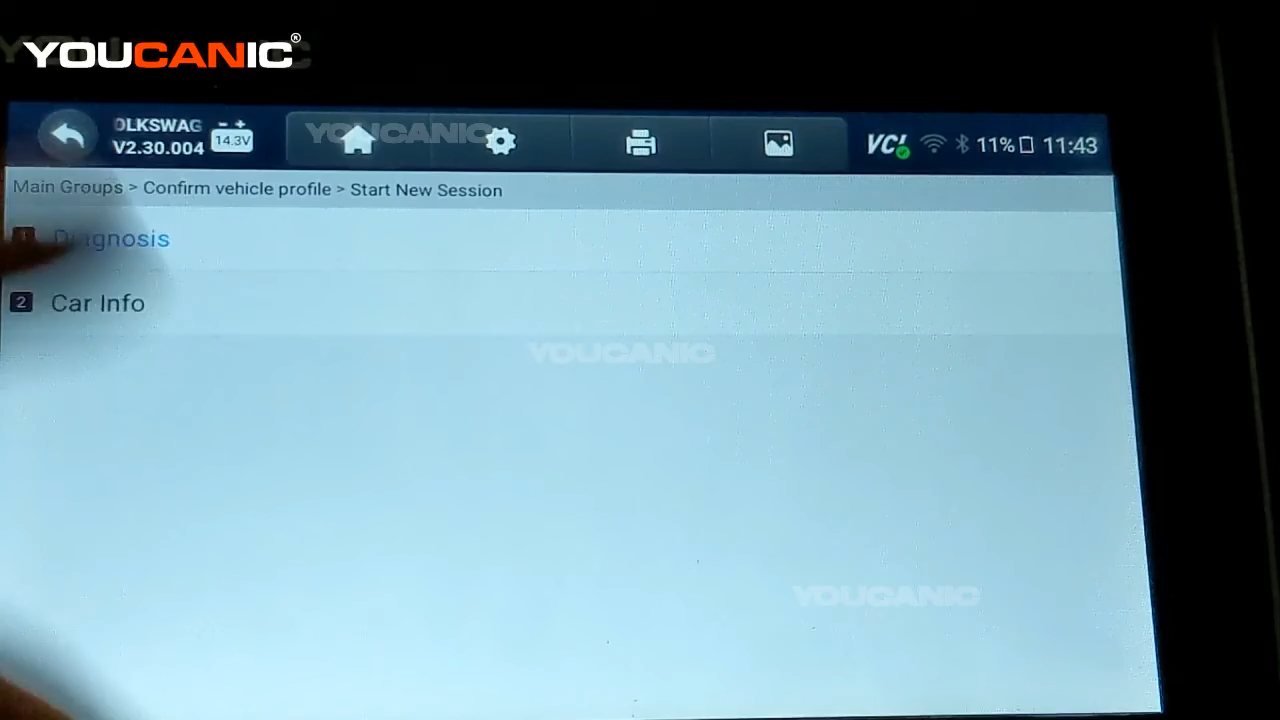 YOUCANIC®
OLKSWAG
V2.30.004
- +
14.3V
YOUCANIC
VCI
11% 11:43
Main Groups > Confirm vehicle profile > Start New Session
1 Diagnosis
2 Car Info
YOUCANIC
YOUCANIC